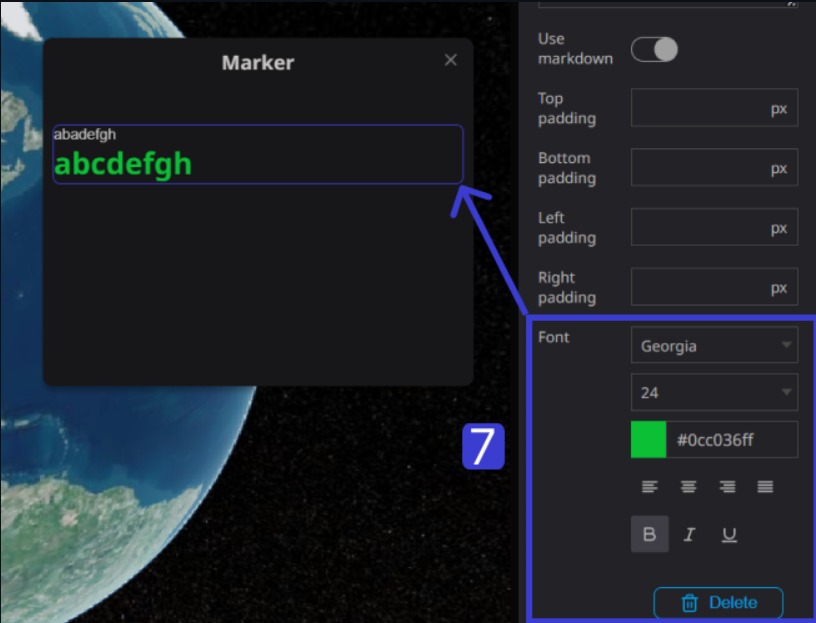 Marker
abadefgh
abcdefgh
7
Use
markdown
Top
padding
px
Bottom
padding
px
Left
padding
px
Right
padding
px
Font
Georgia
24
#0cc036ff
B I U
Delete